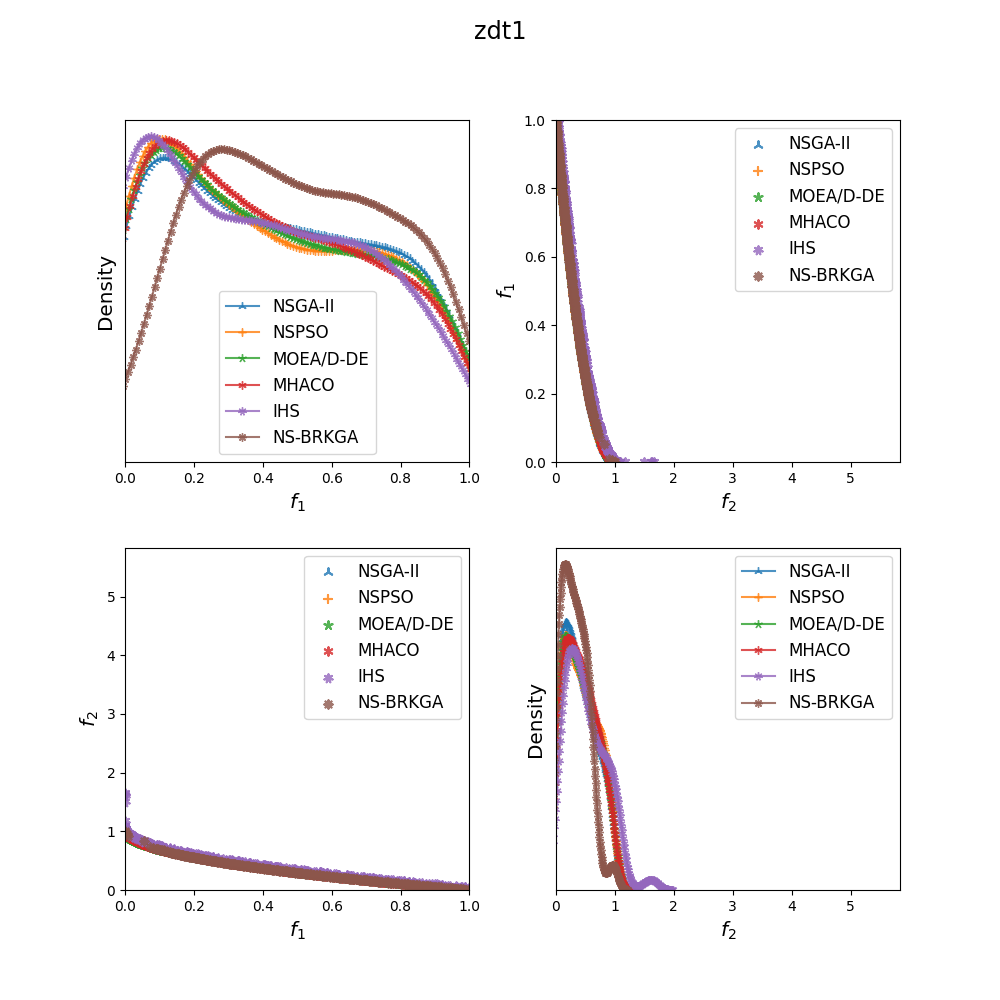 zdt1
Density
NSGA-II
NSPSO
MOEA/D-DE
MHACO
IHS
NS-BRKGA
0.0 0.2 0.4 0.6 0.8 1.0
f1
f1
1.0
0.8
0.6
0.4
0.2
0.0
NSGA-II
NSPSO
MOEA/D-DE
MHACO
IHS
NS-BRKGA
0 1 2 3 4 5
f2
f2
5
4
3
2
1
0
NSGA-II
NSPSO
MOEA/D-DE
MHACO
IHS
NS-BRKGA
0.0 0.2 0.4 0.6 0.8 1.0
f1
Density
NSGA-II
NSPSO
MOEA/D-DE
MHACO
IHS
NS-BRKGA
0 1 2 3 4 5
f2